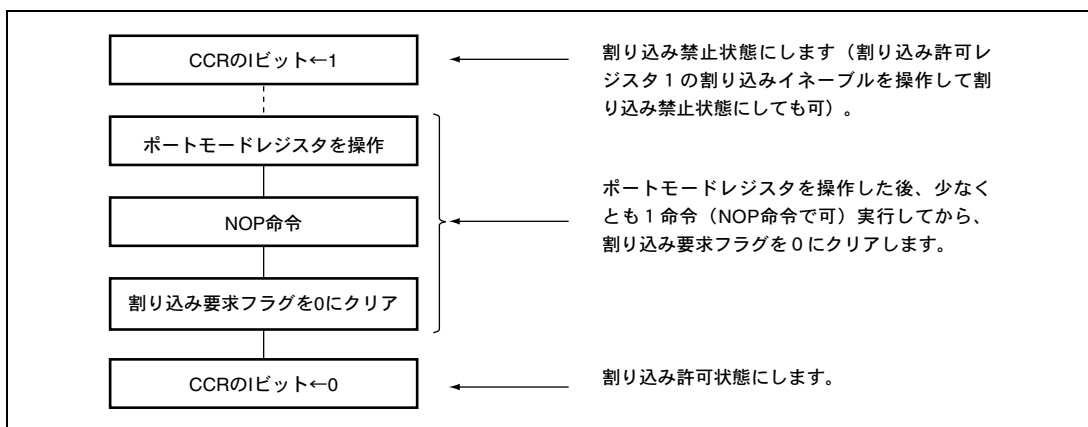 CCRのIビット←1
割り込み禁止状態にします（割り込み許可レ
ジスタ１の割り込みイネーブルを操作して割
り込み禁止状態にしても可）。
ポートモードレジスタを操作
NOP命令
割り込み要求フラグを0にクリア
ポートモードレジスタを操作した後、少なく
とも１命令（NOP命令で可）実行してから、
割り込み要求フラグを０にクリアします。
CCRのIビット←0
割り込み許可状態にします。